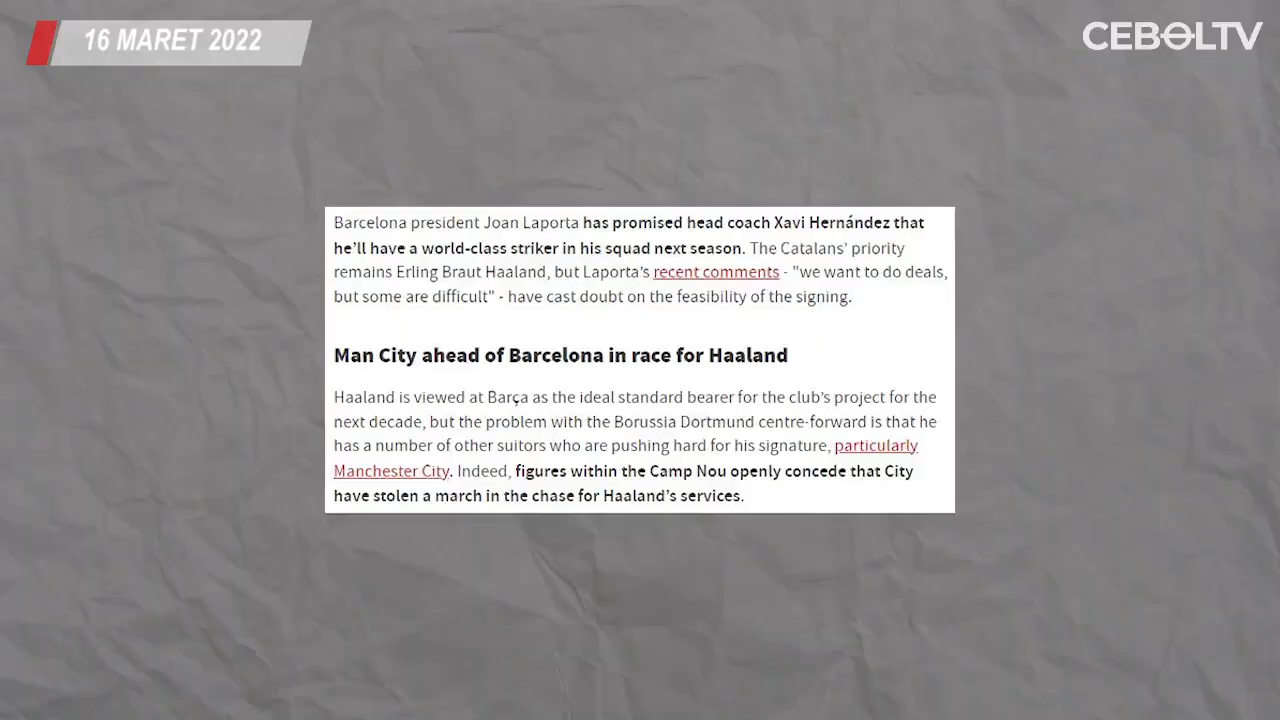 16 MARET 2022
CEBOLTV
Barcelona president Joan Laporta has promised head coach Xavi Hernández that
he’ll have a world-class striker in his squad next season. The Catalans’ priority
remains Erling Braut Haaland, but Laporta’s recent comments - "we want to do deals,
but some are difficult" - have cast doubt on the feasibility of the signing.
Man City ahead of Barcelona in race for Haaland
Haaland is viewed at Barça as the ideal standard bearer for the club’s project for the
next decade, but the problem with the Borussia Dortmund centre-forward is that he
has a number of other suitors who are pushing hard for his signature, particularly
Manchester City. Indeed, figures within the Camp Nou openly concede that City
have stolen a march in the chase for Haaland’s services.